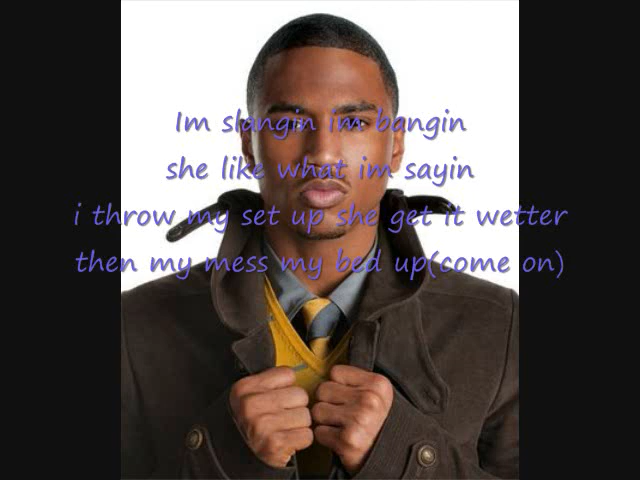 Im slangin im bangin
she like what im sayin
i throw my set up she get it wetter
then my mess my bed up(come on)